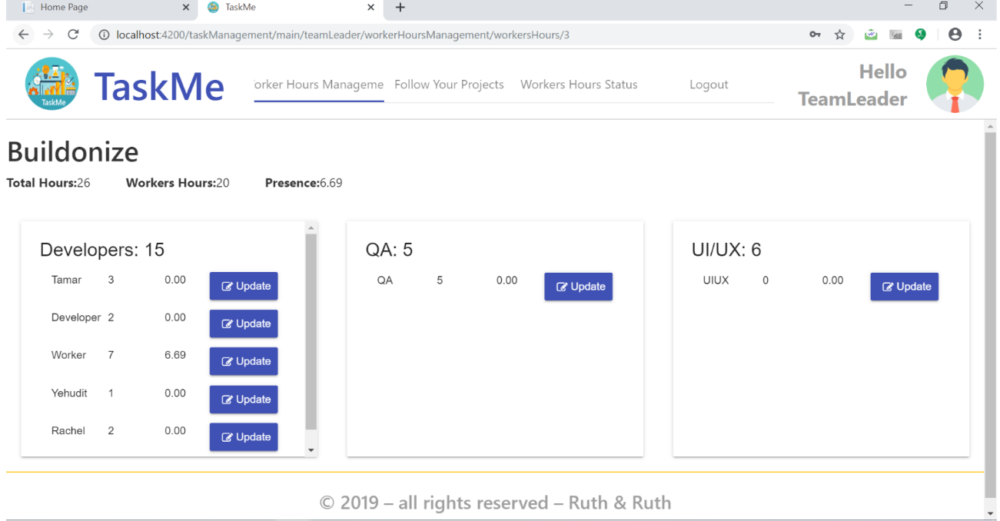 Home Page
TaskMe
localhost:4200/taskManagement/main/teamLeader/workerHoursManagement/workersHours/3
TaskMe
TaskMe
orker Hours Manageme Follow Your Projects Workers Hours Status Logout
Hello
TeamLeader
Buildonize
Total Hours:26 Workers Hours:20 Presence:6.69
Developers: 15
Tamar 3 0.00 Update
Developer 2 0.00 Update
Worker 7 6.69 Update
Yehudit 1 0.00 Update
Rachel 2 0.00 Update
QA: 5
QA 5 0.00 Update
UI/UX: 6
UIUX 0 0.00 Update
© 2019 – all rights reserved – Ruth & Ruth